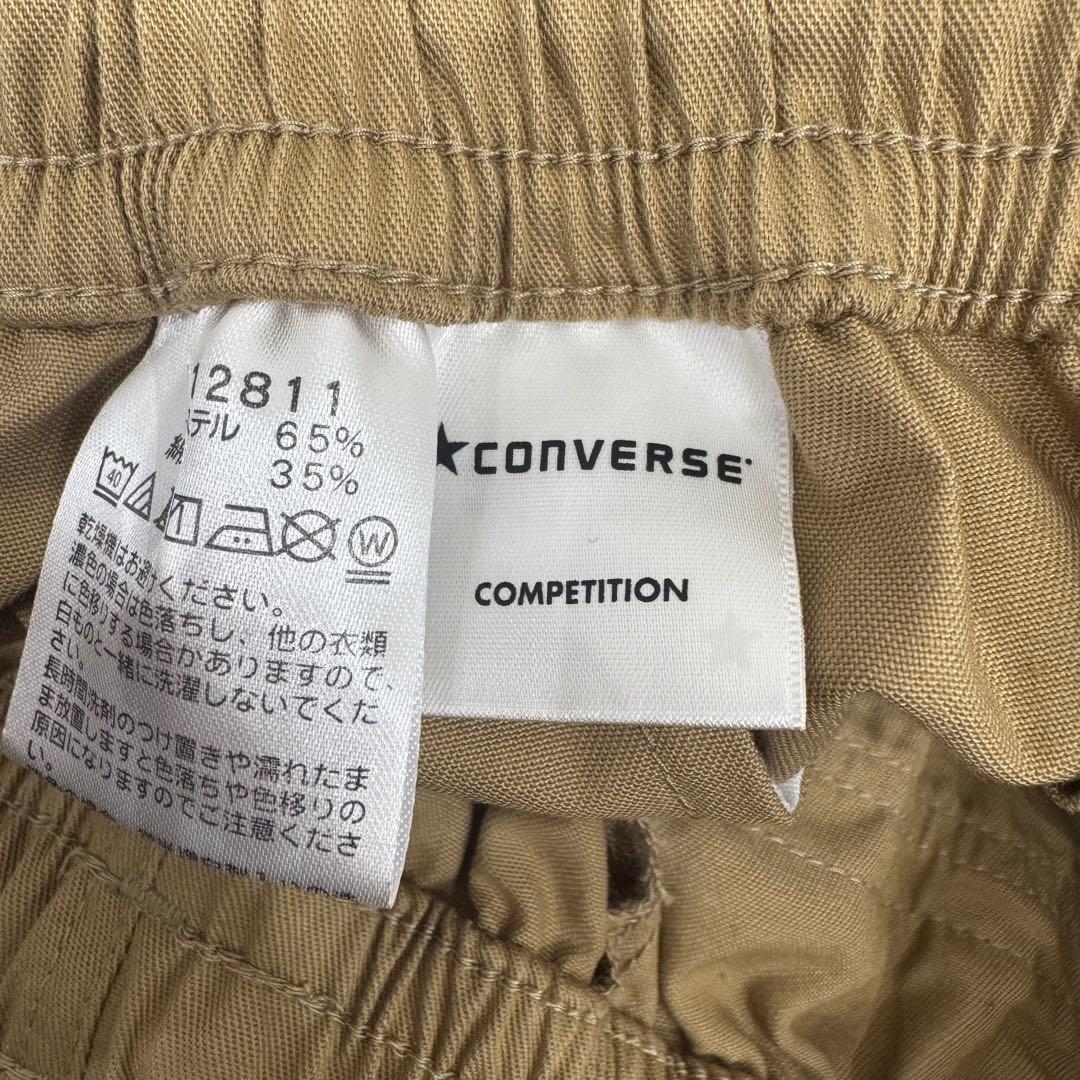 12811
ステル 65%
綿 35%
40
W
乾燥機はお避けください。
濃色の場合は色落ちし、他の衣類
に色移りする場合がありますので、
白ものと一緒に洗濯しないでくだ
さい。
長時間洗剤のつけ置きや濡れたま
ま放置しますと色落ちや色移りの
原因になりますのでご注意くださ
い。
CONVERSE
COMPETITION